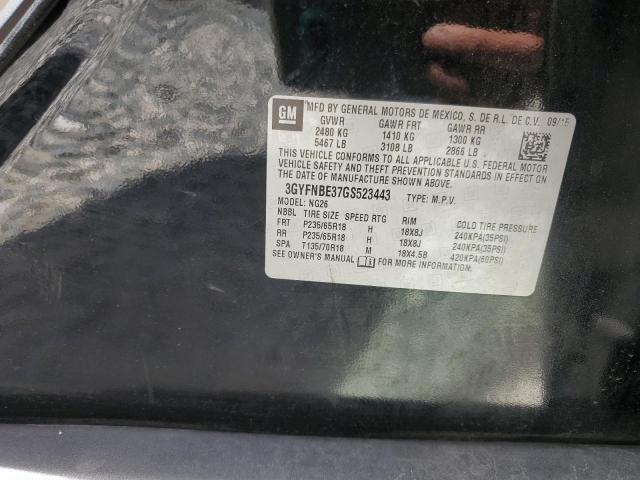 GM
MFD BY GENERAL MOTORS DE MEXICO, S. DE R.L. DE C.V. 09/15
GVWR GAWR FRT GAWR RR
2480 KG 1410 KG 1300 KG
5467 LB 3108 LB 2866 LB
THIS VEHICLE CONFORMS TO ALL APPLICABLE U.S. FEDERAL MOTOR
VEHICLE SAFETY AND THEFT PREVENTION STANDARDS IN EFFECT ON
THE DATE OF MANUFACTURE SHOWN ABOVE.
3GYFNBE37GS523443 TYPE: M.P.V.
MODEL: NG26
NBBL TIRE SIZE SPEED RTG RIM COLD TIRE PRESSURE
FRT P235/65R18 H 18X8J 240KPA(35PSI)
RR P235/65R18 H 18X8J 240KPA(35PSI)
SPA T135/70R18 M 18X4.5B 420KPA(60PSI)
SEE OWNER'S MANUAL FOR MORE INFORMATION.